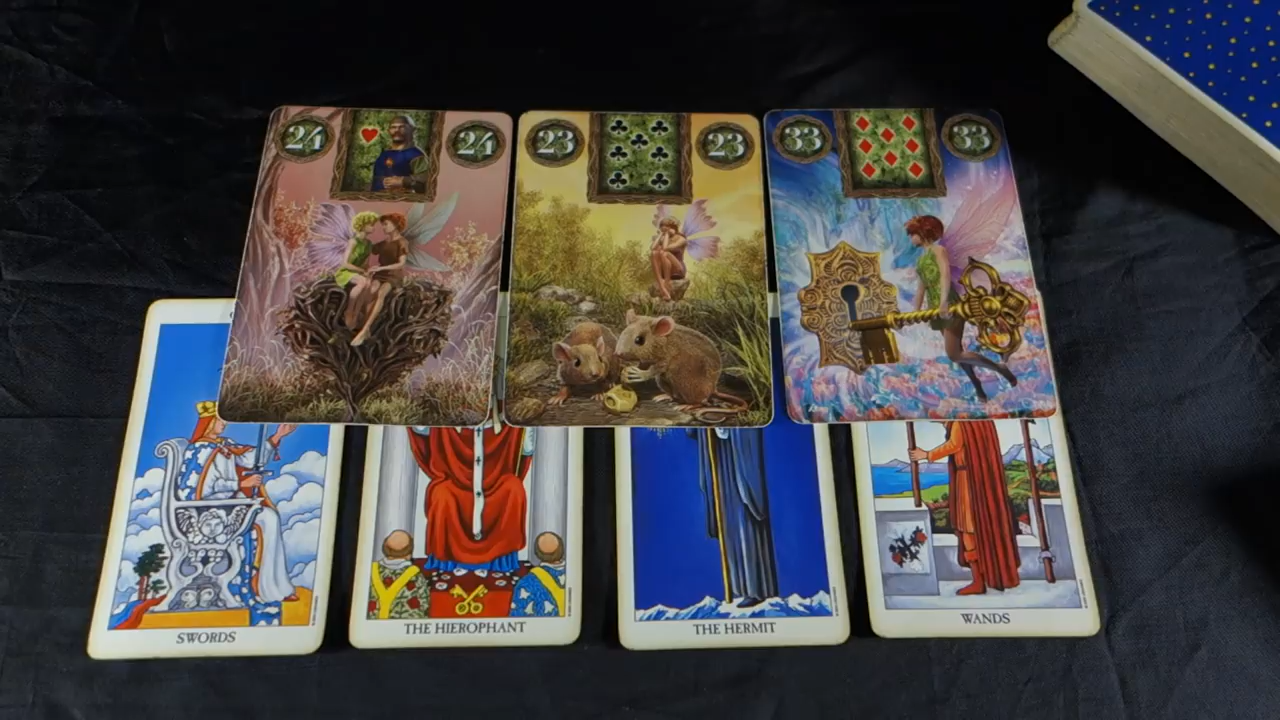 24 24
23 23
33 33
SWORDS
THE HIEROPHANT
THE HERMIT
WANDS